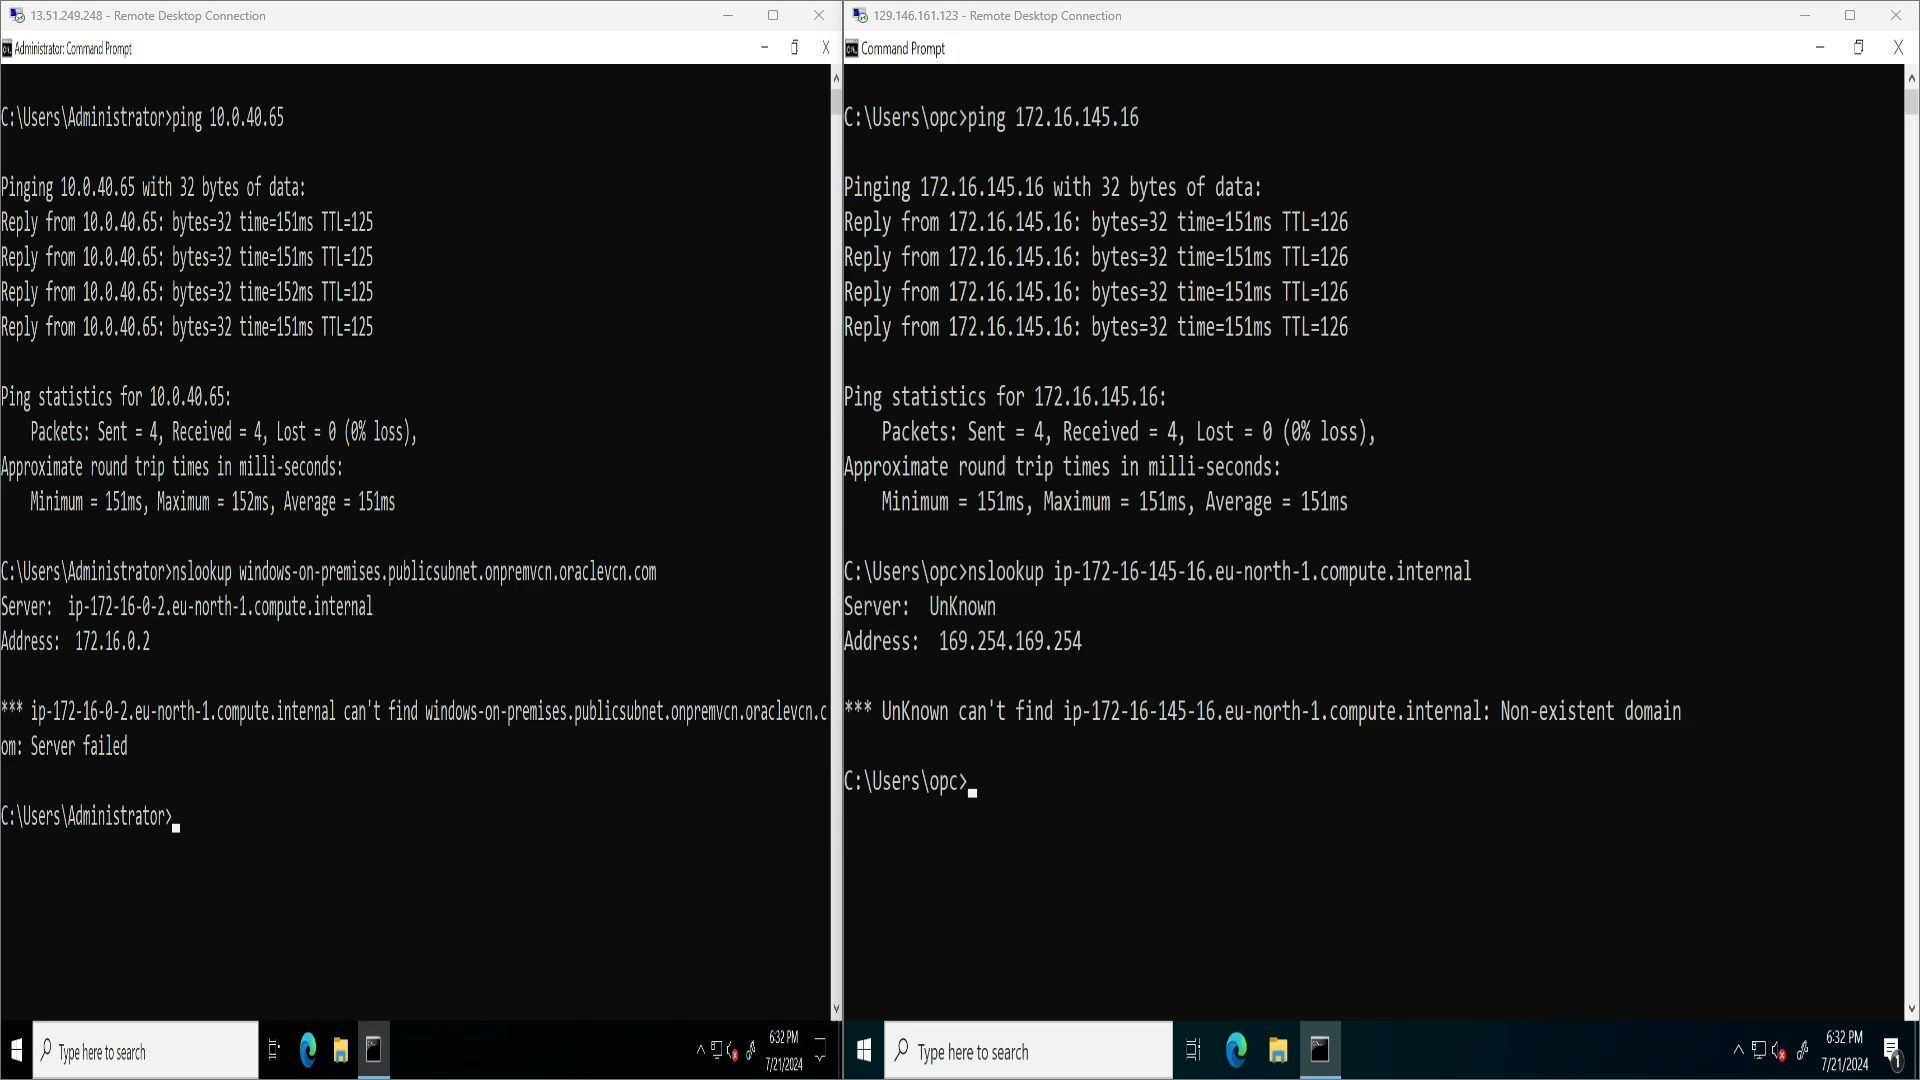 13.51.249.248 - Remote Desktop Connection
Administrator: Command Prompt
C:\Users\Administrator>ping 10.0.40.65
Pinging 10.0.40.65 with 32 bytes of data:
Reply from 10.0.40.65: bytes=32 time=151ms TTL=125
Reply from 10.0.40.65: bytes=32 time=151ms TTL=125
Reply from 10.0.40.65: bytes=32 time=152ms TTL=125
Reply from 10.0.40.65: bytes=32 time=151ms TTL=125
Ping statistics for 10.0.40.65:
Packets: Sent = 4, Received = 4, Lost = 0 (0% loss),
Approximate round trip times in milli-seconds:
Minimum = 151ms, Maximum = 152ms, Average = 151ms
C:\Users\Administrator>nslookup windows-on-premises.publicsubnet.onpremvcn.oraclevcn.com
Server: ip-172-16-0-2.eu-north-1.compute.internal
Address: 172.16.0.2
*** ip-172-16-0-2.eu-north-1.compute.internal can't find windows-on-premises.publicsubnet.onpremvcn.oraclevcn.c
om: Server failed
C:\Users\Administrator>
Type here to search
6:32 PM
7/21/2024
129.146.161.123 - Remote Desktop Connection
Command Prompt
C:\Users\opc>ping 172.16.145.16
Pinging 172.16.145.16 with 32 bytes of data:
Reply from 172.16.145.16: bytes=32 time=151ms TTL=126
Reply from 172.16.145.16: bytes=32 time=151ms TTL=126
Reply from 172.16.145.16: bytes=32 time=151ms TTL=126
Reply from 172.16.145.16: bytes=32 time=151ms TTL=126
Ping statistics for 172.16.145.16:
Packets: Sent = 4, Received = 4, Lost = 0 (0% loss),
Approximate round trip times in milli-seconds:
Minimum = 151ms, Maximum = 151ms, Average = 151ms
C:\Users\opc>nslookup ip-172-16-145-16.eu-north-1.compute.internal
Server: UnKnown
Address: 169.254.169.254
*** UnKnown can't find ip-172-16-145-16.eu-north-1.compute.internal: Non-existent domain
C:\Users\opc>
Type here to search
6:32 PM
7/21/2024
1